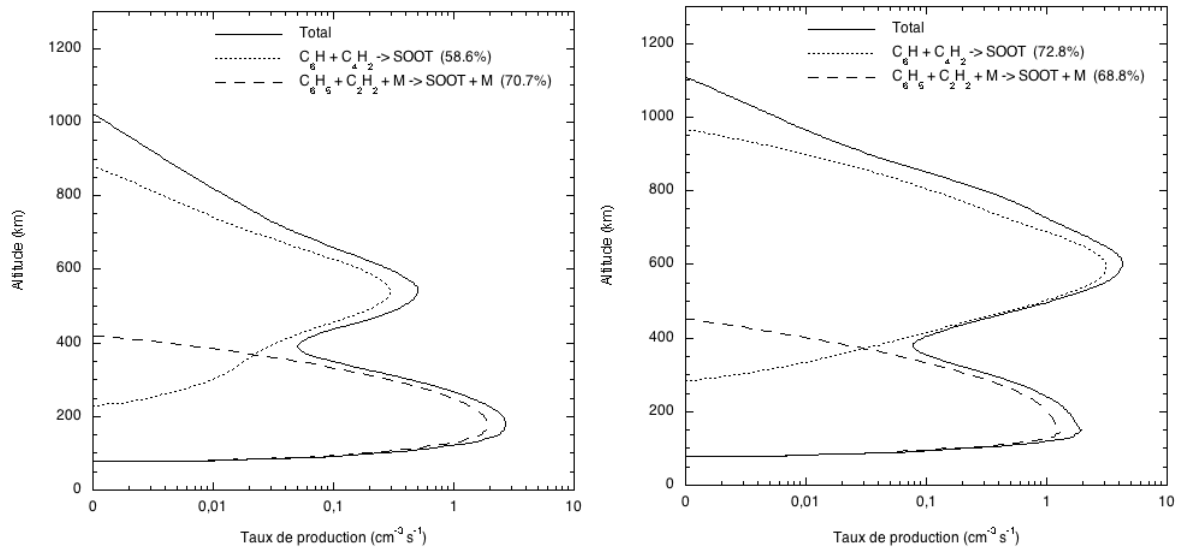 Total
C₆H + C₄H₂ -> SOOT (58.6%)
C₆H₅ + C₂H₂ + M -> SOOT + M (70.7%)
1200
1000
800
600
400
200
0
Altitude (km)
0 0,01 0,1 1 10
Taux de production (cm⁻³ s⁻¹)
Total
C₆H + C₄H₂ -> SOOT (72.8%)
C₆H₅ + C₂H₂ + M -> SOOT + M (68.8%)
1200
1000
800
600
400
200
0
Altitude (km)
0 0,01 0,1 1 10
Taux de production (cm⁻³ s⁻¹)